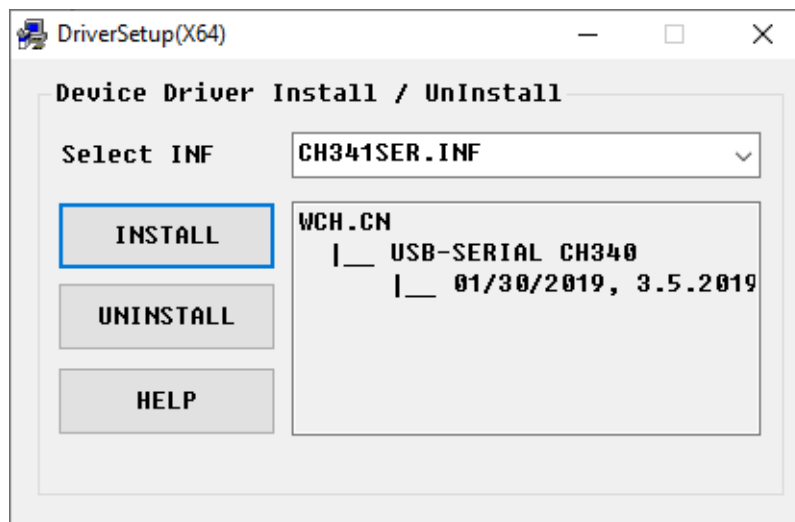 DriverSetup(X64)
Device Driver Install / UnInstall
Select INF
CH341SER.INF
INSTALL
UNINSTALL
HELP
WCH.CN
|__ USB-SERIAL CH340
|__ 01/30/2019, 3.5.2019